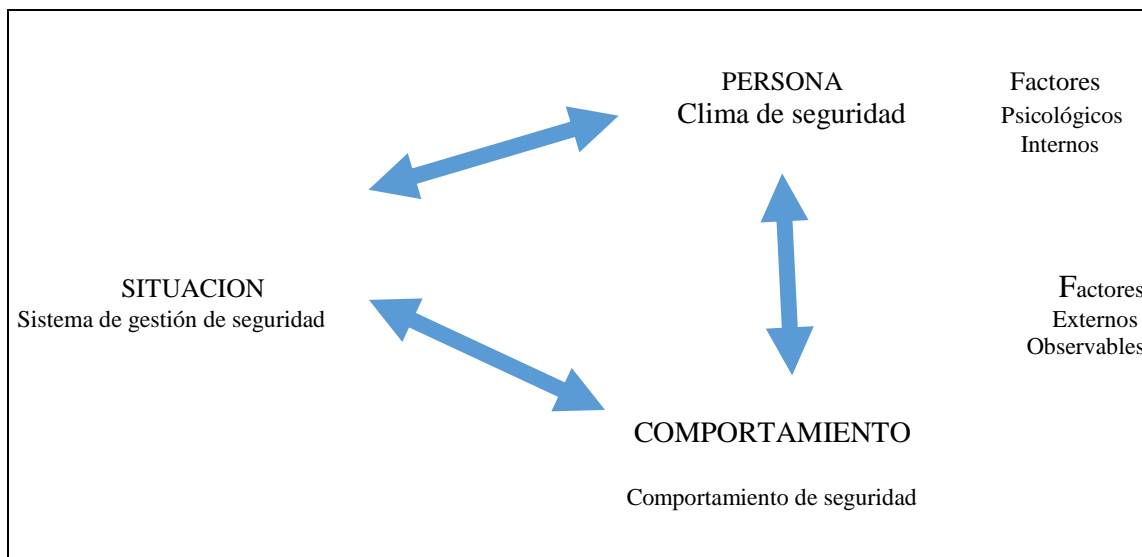 PERSONA
Clima de seguridad
Factores
Psicológicos
Internos
SITUACION
Sistema de gestión de seguridad
Factores
Externos
Observables
COMPORTAMIENTO
Comportamiento de seguridad